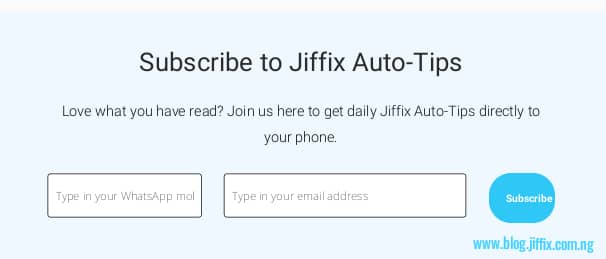 Subscribe to Jiffix Auto-Tips
Love what you have read? Join us here to get daily Jiffix Auto-Tips directly to
your phone.
Type in your WhatsApp mol
Type in your email address
Subscribe
www.blog.jiffix.com.ng